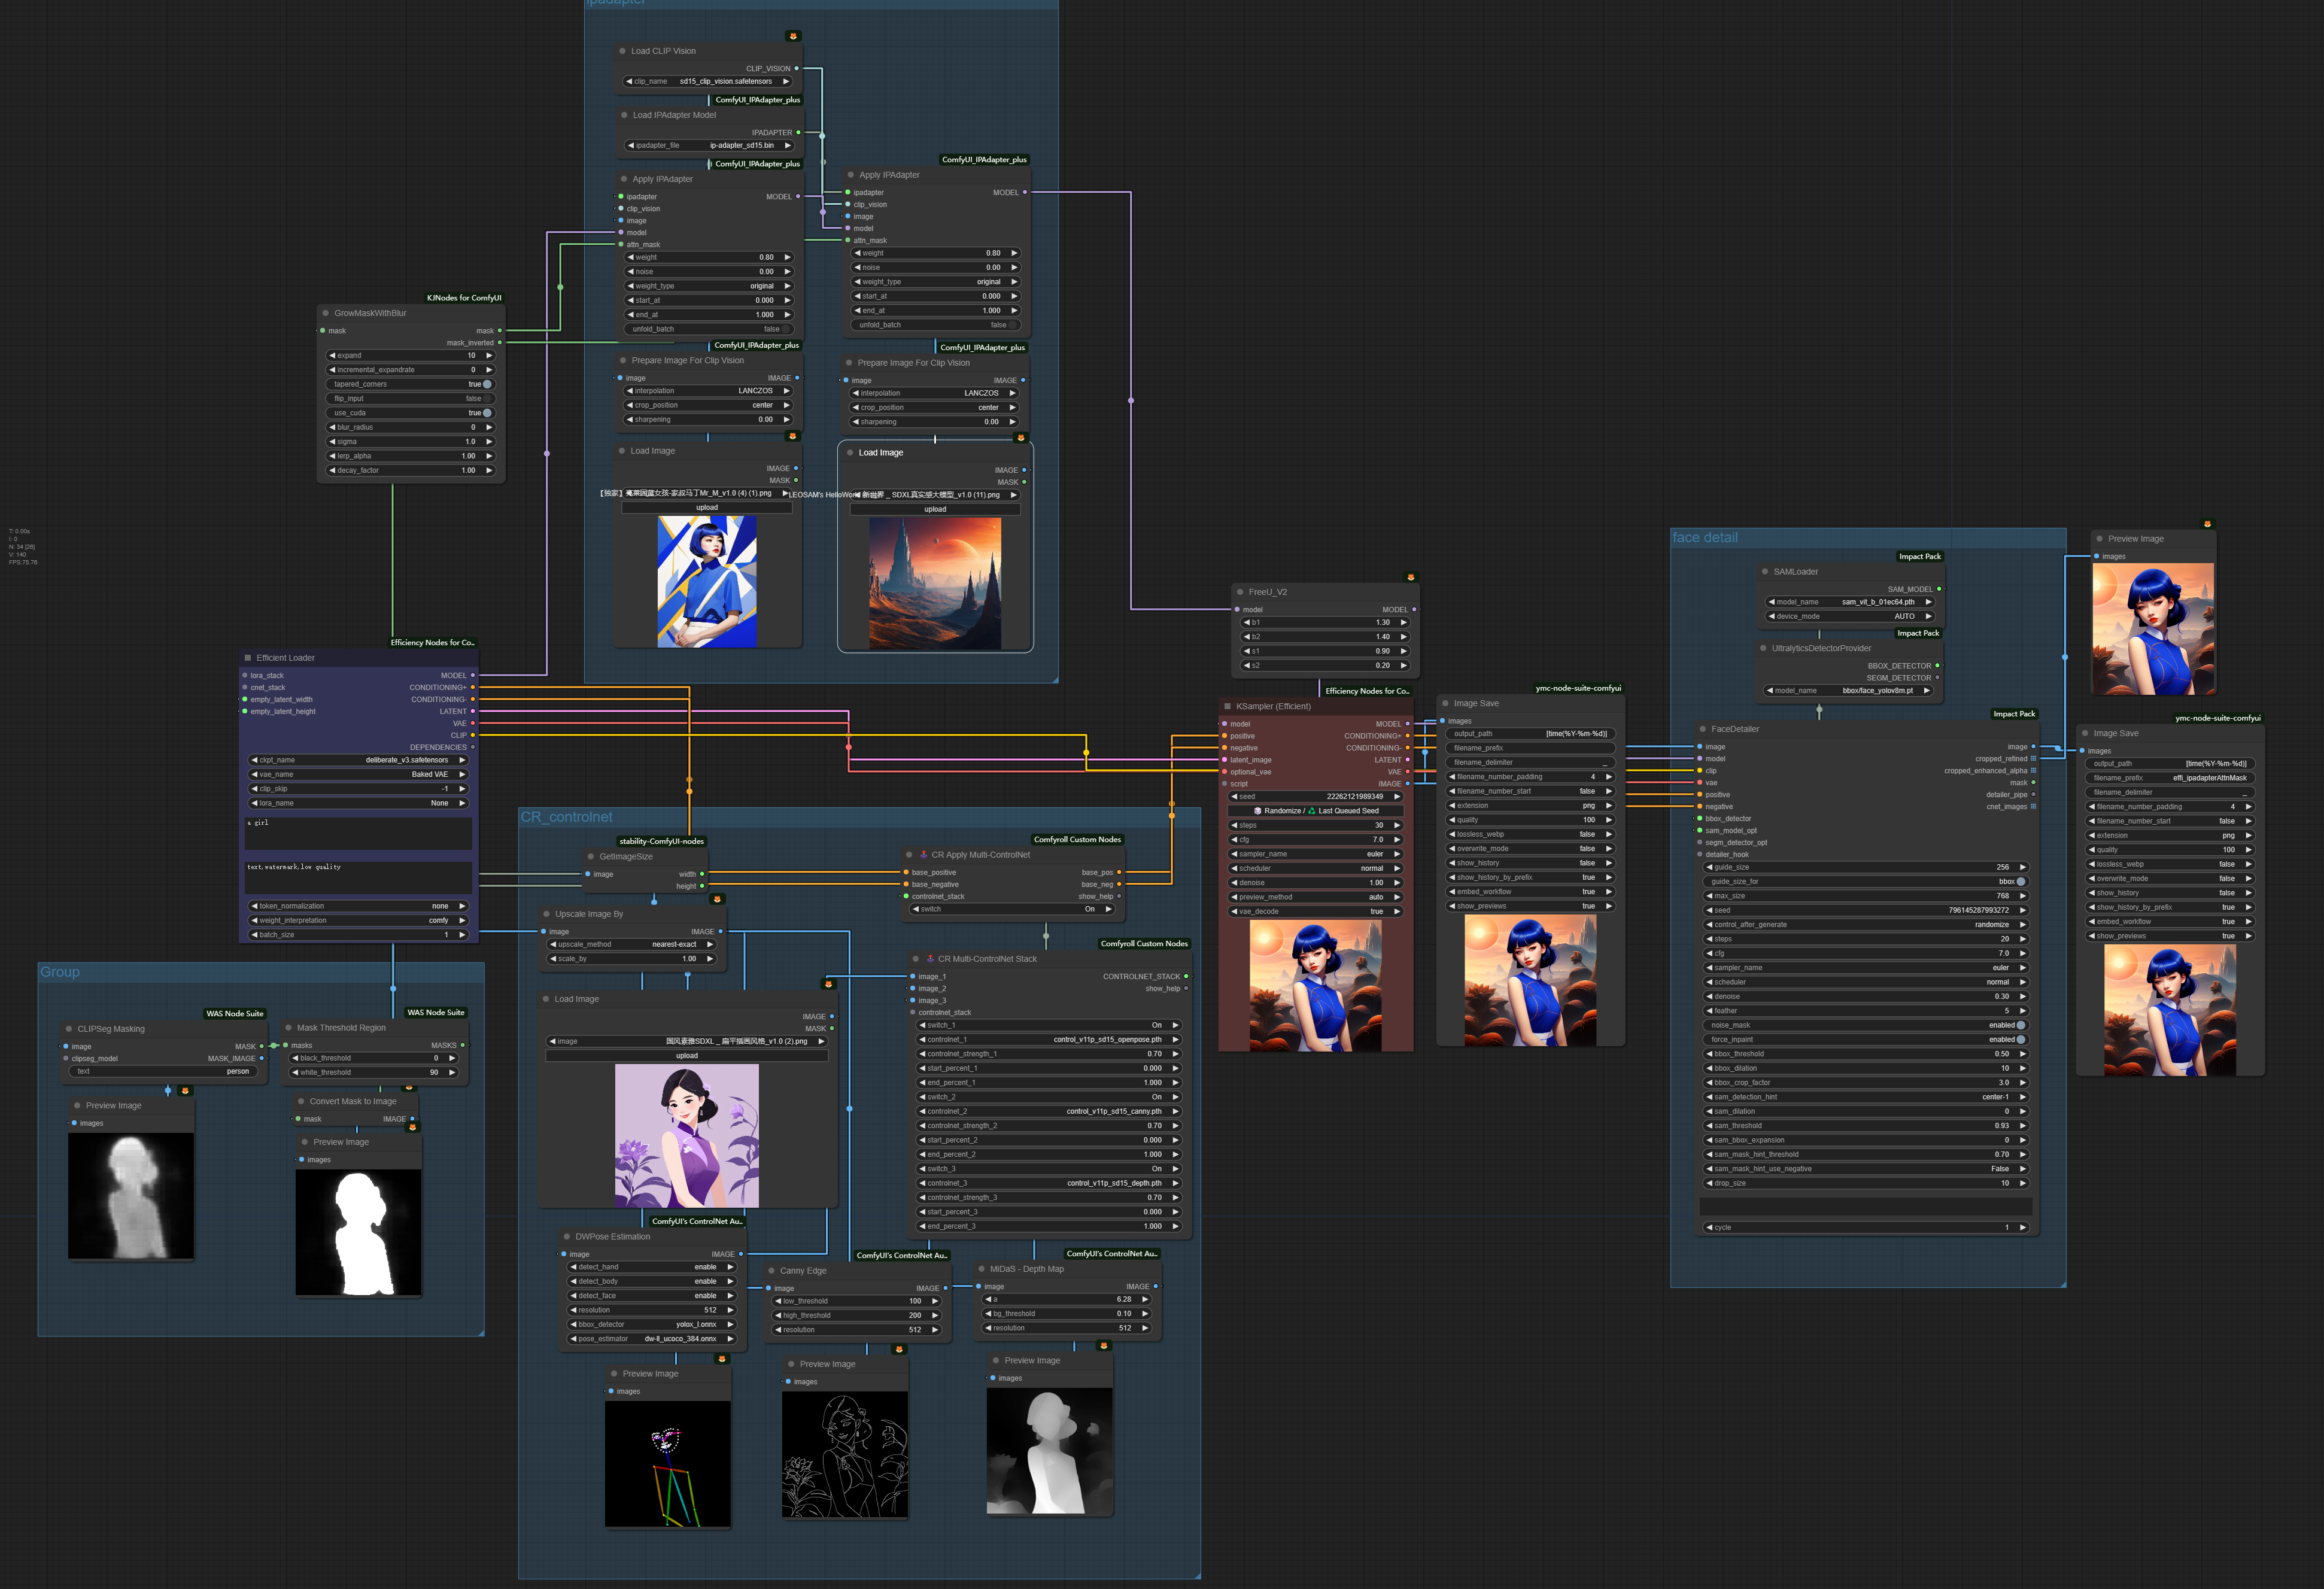 ipadapter
Load CLIP Vision
CLIP_VISION
clip_name sd15_clip_vision.safetensors
ComfyUI_IPAdapter_plus
Load IPAdapter Model
IPADAPTER
ipadapter_file ip-adapter_sd15.bin
ComfyUI_IPAdapter_plus
Apply IPAdapter
ipadapter MODEL
clip_vision
image
model
attn_mask
weight 0.80
noise 0.00
weight_type original
start_at 0.000
end_at 1.000
unfold_batch false
ComfyUI_IPAdapter_plus
Prepare Image For Clip Vision
image IMAGE
interpolation LANCZOS
crop_position center
sharpening 0.00
Load Image
IMAGE
MASK
upload
ComfyUI_IPAdapter_plus
Apply IPAdapter
ipadapter MODEL
clip_vision
image
model
attn_mask
weight 0.80
noise 0.00
weight_type original
start_at 0.000
end_at 1.000
unfold_batch false
ComfyUI_IPAdapter_plus
Prepare Image For Clip Vision
image IMAGE
interpolation LANCZOS
crop_position center
sharpening 0.00
Load Image
IMAGE
MASK
LEOSAM's HelloWorld 新世界 _ SDXL真实感大模型_v1.0 (11).png
upload
KJNodes for ComfyUI
GrowMaskWithBlur
mask mask
mask_inverted
expand 10
incremental_expandrate 0
tapered_corners true
flip_input false
use_cuda true
blur_radius 0
sigma 1.0
lerp_alpha 1.00
decay_factor 1.00
T: 0.00s
I: 0
N: 34 [28]
V: 140
FPS:75.76
Efficiency Nodes for Co..
Efficient Loader
lora_stack MODEL
cnet_stack CONDITIONING+
empty_latent_width CONDITIONING-
empty_latent_height LATENT
VAE
CLIP
DEPENDENCIES
ckpt_name deliberate_v3.safetensors
vae_name Baked VAE
clip_skip -1
lora_name None
a girl
text,watermark,low quality
token_normalization none
weight_interpretation comfy
batch_size 1
Group
WAS Node Suite
CLIPSeg Masking
image MASK
clipseg_model MASK_IMAGE
text person
Preview Image
images
WAS Node Suite
Mask Threshold Region
masks MASKS
black_threshold 0
white_threshold 90
Convert Mask to Image
mask IMAGE
Preview Image
images
CR_controlnet
stability-ComfyUI-nodes
GetImageSize
image width
height
Upscale Image By
image IMAGE
upscale_method nearest-exact
scale_by 1.00
Load Image
IMAGE
MASK
image 国风素雅SDXL _ 扁平插画风格_v1.0 (2).png
upload
ComfyUI's ControlNet Au..
DWPose Estimation
image IMAGE
detect_hand enable
detect_body enable
detect_face enable
resolution 512
bbox_detector yolox_l.onnx
pose_estimator dw-ll_ucoco_384.onnx
Preview Image
images
ComfyUI's ControlNet Au..
Canny Edge
image IMAGE
low_threshold 100
high_threshold 200
resolution 512
Preview Image
images
ComfyUI's ControlNet Au..
MiDaS - Depth Map
image IMAGE
a 6.28
bg_threshold 0.10
resolution 512
Preview Image
images
Comfyroll Custom Nodes
CR Apply Multi-ControlNet
base_positive base_pos
base_negative base_neg
controlnet_stack show_help
switch On
Comfyroll Custom Nodes
CR Multi-ControlNet Stack
image_1 CONTROLNET_STACK
image_2 show_help
image_3
controlnet_stack
switch_1 On
controlnet_1 control_v11p_sd15_openpose.pth
controlnet_strength_1 0.70
start_percent_1 0.000
end_percent_1 1.000
switch_2 On
controlnet_2 control_v11p_sd15_canny.pth
controlnet_strength_2 0.70
start_percent_2 0.000
end_percent_2 1.000
switch_3 On
controlnet_3 control_v11p_sd15_depth.pth
controlnet_strength_3 0.70
start_percent_3 0.000
end_percent_3 1.000
FreeU_V2
model MODEL
b1 1.30
b2 1.40
s1 0.90
s2 0.20
Efficiency Nodes for Co..
KSampler (Efficient)
model MODEL
positive CONDITIONING+
negative CONDITIONING-
latent_image LATENT
optional_vae VAE
script IMAGE
seed 22262121989349
Randomize / Last Queued Seed
steps 30
cfg 7.0
sampler_name euler
scheduler normal
denoise 1.00
preview_method auto
vae_decode true
ymc-node-suite-comfyui
Image Save
images
output_path [time(%Y-%m-%d)]
filename_prefix
filename_delimiter _
filename_number_padding 4
filename_number_start false
extension png
quality 100
lossless_webp false
overwrite_mode false
show_history false
show_history_by_prefix true
embed_workflow true
show_previews true
face detail
Impact Pack
SAMLoader
SAM_MODEL
model_name sam_vit_b_01ec64.pth
device_mode AUTO
Impact Pack
UltralyticsDetectorProvider
BBOX_DETECTOR
SEGM_DETECTOR
model_name bbox/face_yolov8m.pt
Impact Pack
FaceDetailer
image image
model cropped_refined
clip cropped_enhanced_alpha
vae mask
positive detailer_pipe
negative cnet_images
bbox_detector
sam_model_opt
segm_detector_opt
detailer_hook
guide_size 256
guide_size_for bbox
max_size 768
seed 796145287993272
control_after_generate randomize
steps 20
cfg 7.0
sampler_name euler
scheduler normal
denoise 0.30
feather 5
noise_mask enabled
force_inpaint enabled
bbox_threshold 0.50
bbox_dilation 10
bbox_crop_factor 3.0
sam_detection_hint center-1
sam_dilation 0
sam_threshold 0.93
sam_bbox_expansion 0
sam_mask_hint_threshold 0.70
sam_mask_hint_use_negative False
drop_size 10
cycle 1
Preview Image
images
ymc-node-suite-comfyui
Image Save
images
output_path [time(%Y-%m-%d)]
filename_prefix effi_ipadapterAttnMask
filename_delimiter _
filename_number_padding 4
filename_number_start false
extension png
quality 100
lossless_webp false
overwrite_mode false
show_history false
show_history_by_prefix true
embed_workflow true
show_previews true